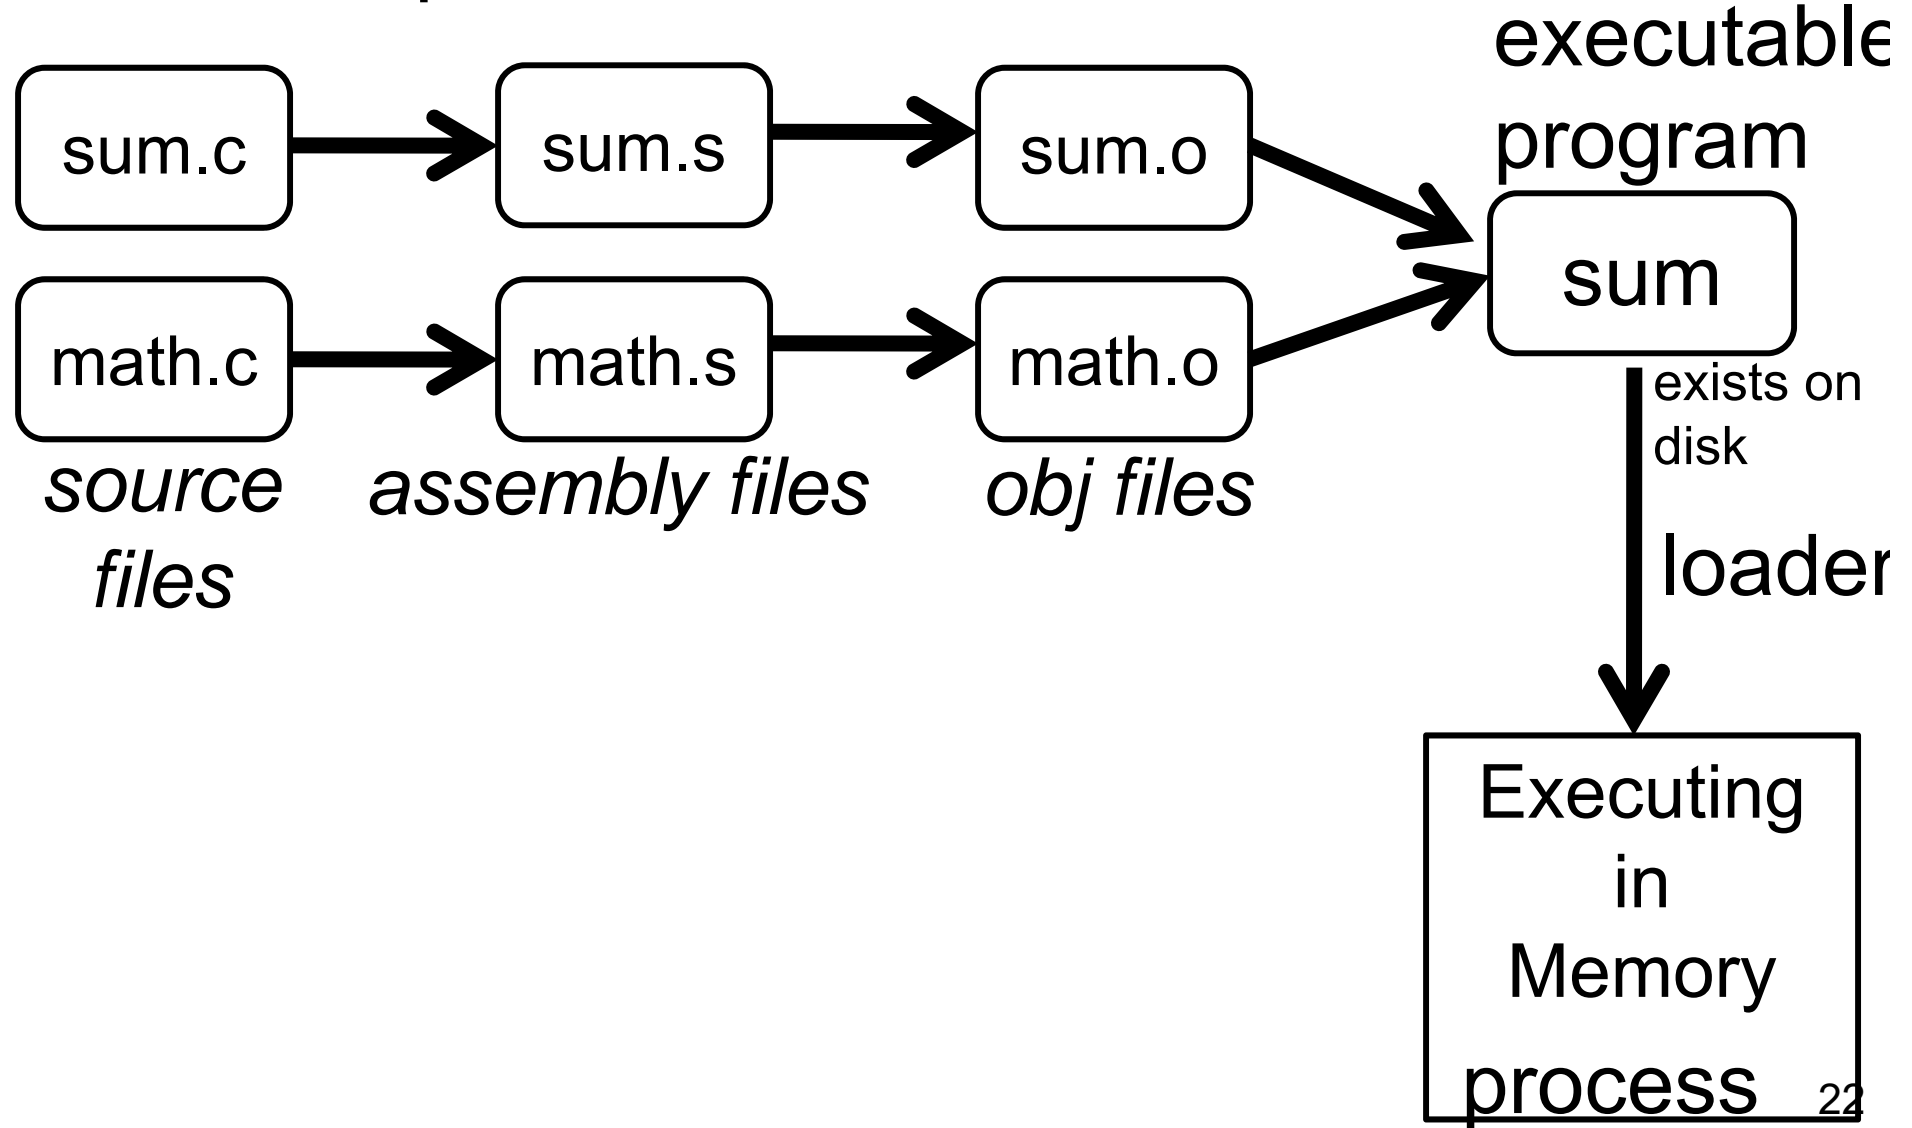 executable
program
sum.c
sum.s
sum.o
sum
math.c
math.s
math.o
exists on
disk
source
files
assembly files
obj files
loader
Executing
in
Memory
process
22